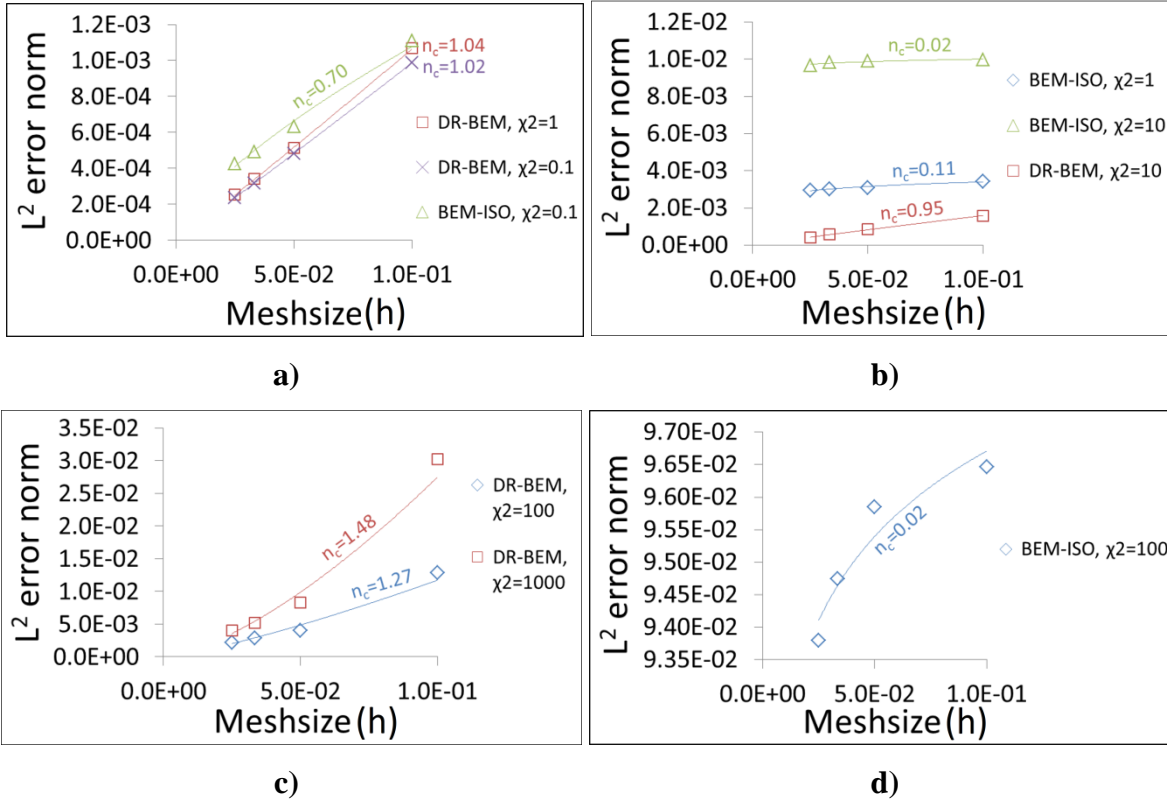 1.2E-03
1.0E-03
8.0E-04
6.0E-04
4.0E-04
2.0E-04
0.0E+00
L² error norm
n_c=0.70
n_c=1.04
n_c=1.02
DR-BEM, χ2=1
DR-BEM, χ2=0.1
BEM-ISO, χ2=0.1
0.0E+00 5.0E-02 1.0E-01
Meshsize(h)
a)
1.2E-02
1.0E-02
8.0E-03
6.0E-03
4.0E-03
2.0E-03
0.0E+00
L² error norm
n_c=0.02
n_c=0.11
n_c=0.95
BEM-ISO, χ2=1
BEM-ISO, χ2=10
DR-BEM, χ2=10
0.0E+00 5.0E-02 1.0E-01
Meshsize(h)
b)
3.5E-02
3.0E-02
2.5E-02
2.0E-02
1.5E-02
1.0E-02
5.0E-03
0.0E+00
L² error norm
n_c=1.48
n_c=1.27
DR-BEM,
χ2=100
DR-BEM,
χ2=1000
0.0E+00 5.0E-02 1.0E-01
Meshsize(h)
c)
9.70E-02
9.65E-02
9.60E-02
9.55E-02
9.50E-02
9.45E-02
9.40E-02
9.35E-02
L² error norm
n_c=0.02
BEM-ISO, χ2=100
0.0E+00 5.0E-02 1.0E-01
Meshsize(h)
d)